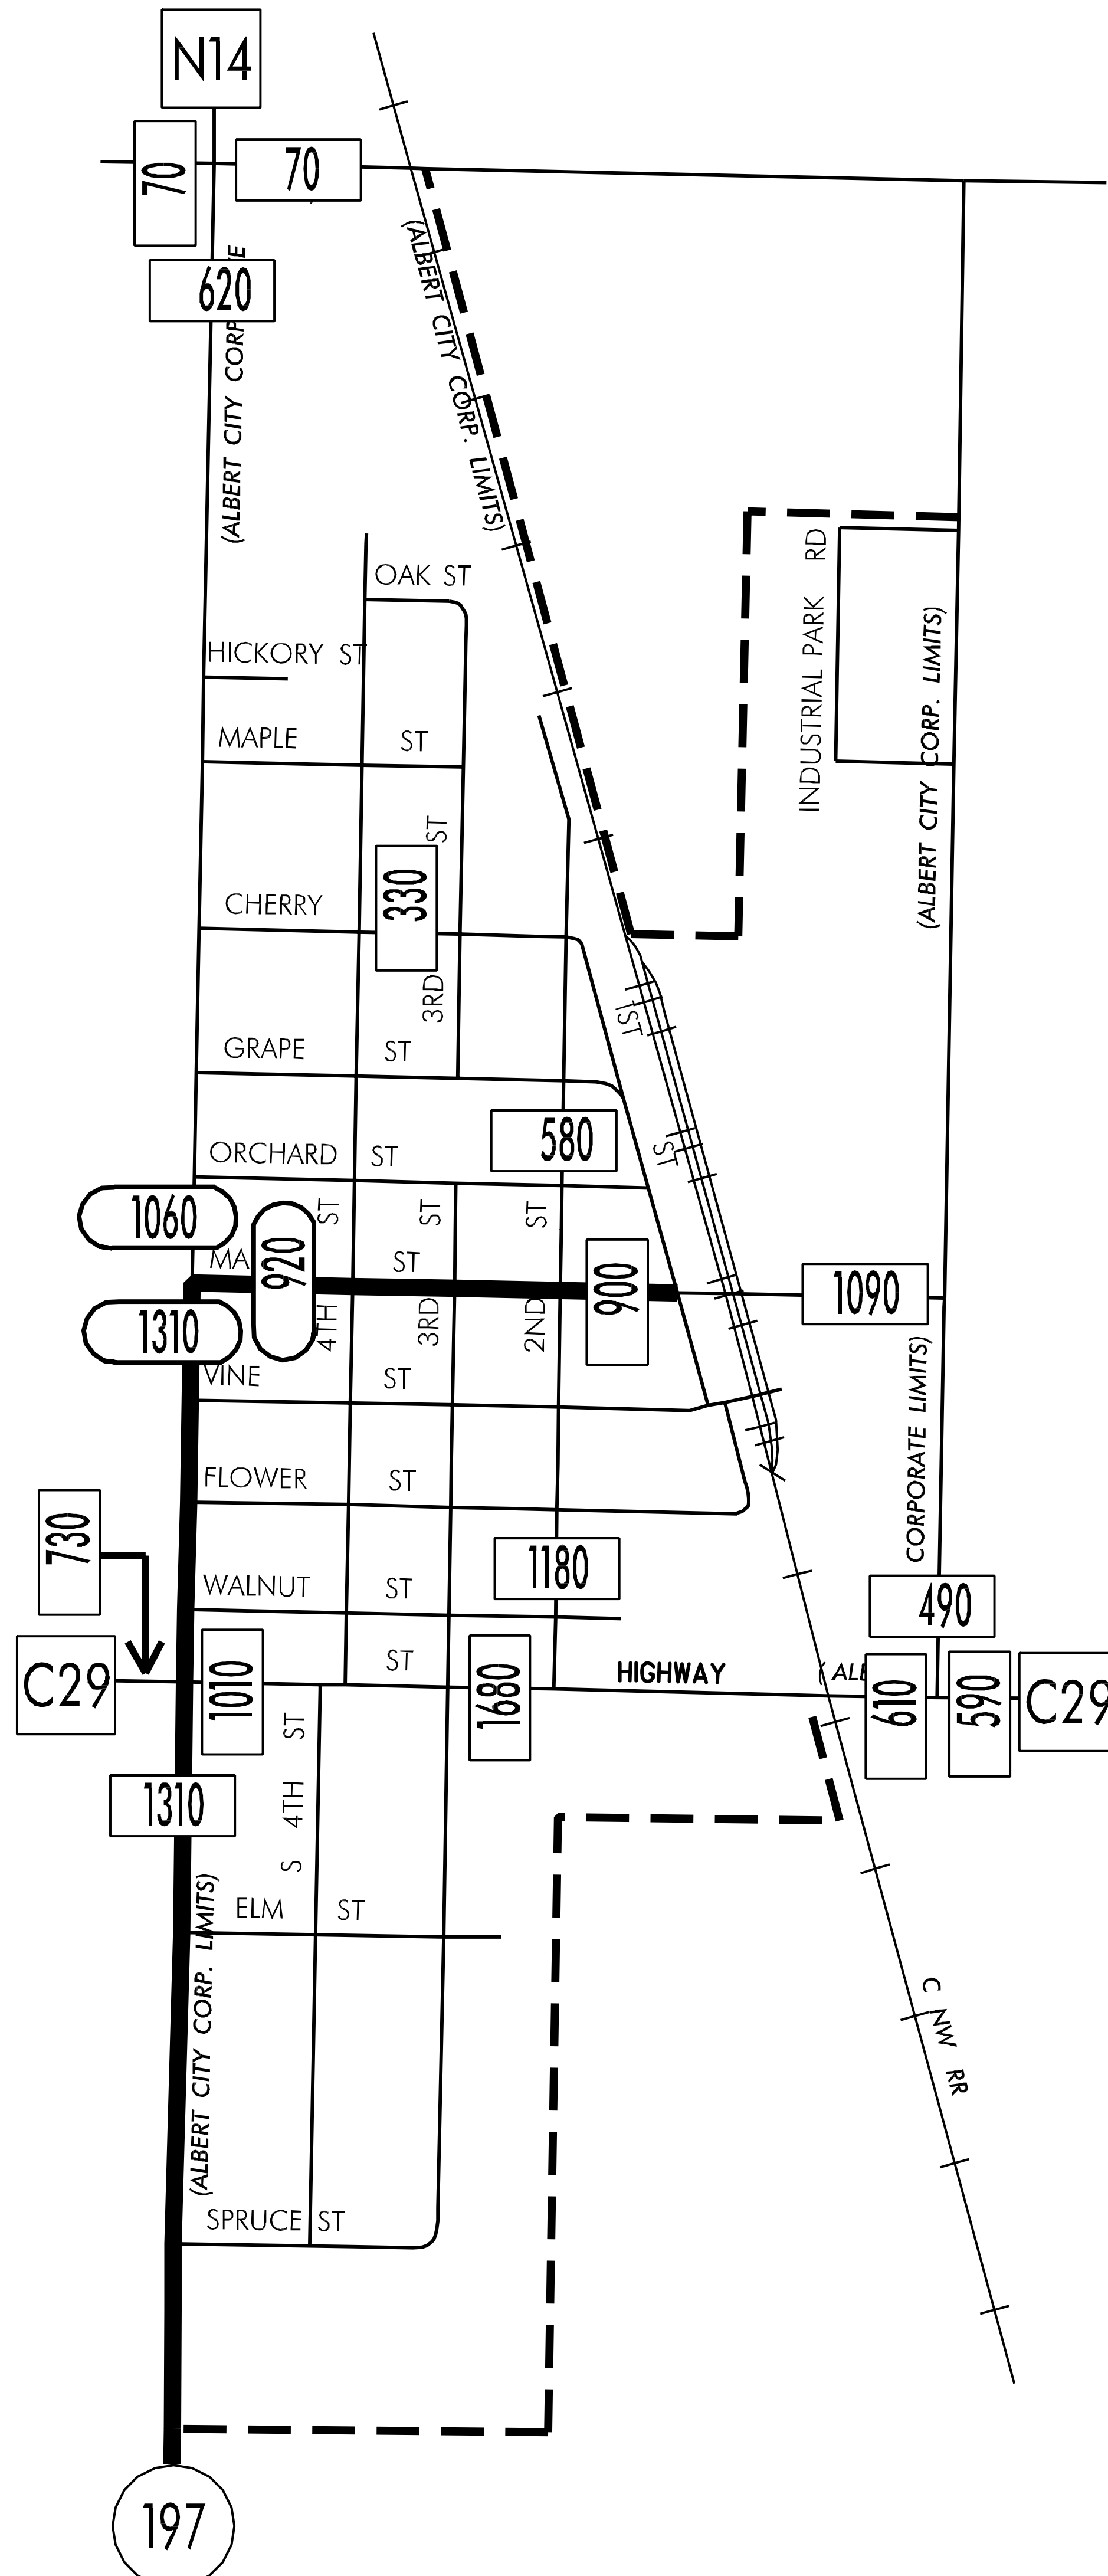 N14
70
70
620
(ALBERT CITY CORP
E
(ALBERT CITY CORP. LIMITS)
OAK ST
HICKORY ST
INDUSTRIAL PARK RD
(ALBERT CITY CORP. LIMITS)
MAPLE ST
ST
330
3RD
CHERRY
ST
GRAPE ST
580
ORCHARD ST
ST
1060
920
ST
ST
ST
MA ST
900
1090
1310
4TH
3RD
2ND
VINE ST
CORPORATE LIMITS)
FLOWER ST
730
1180
WALNUT ST
490
ST
HIGHWAY
(ALB
C29
1010
1680
610
590
C29
S 4TH ST
1310
ELM ST
(ALBERT CITY CORP. LIMITS)
C NW RR
SPRUCE ST
197